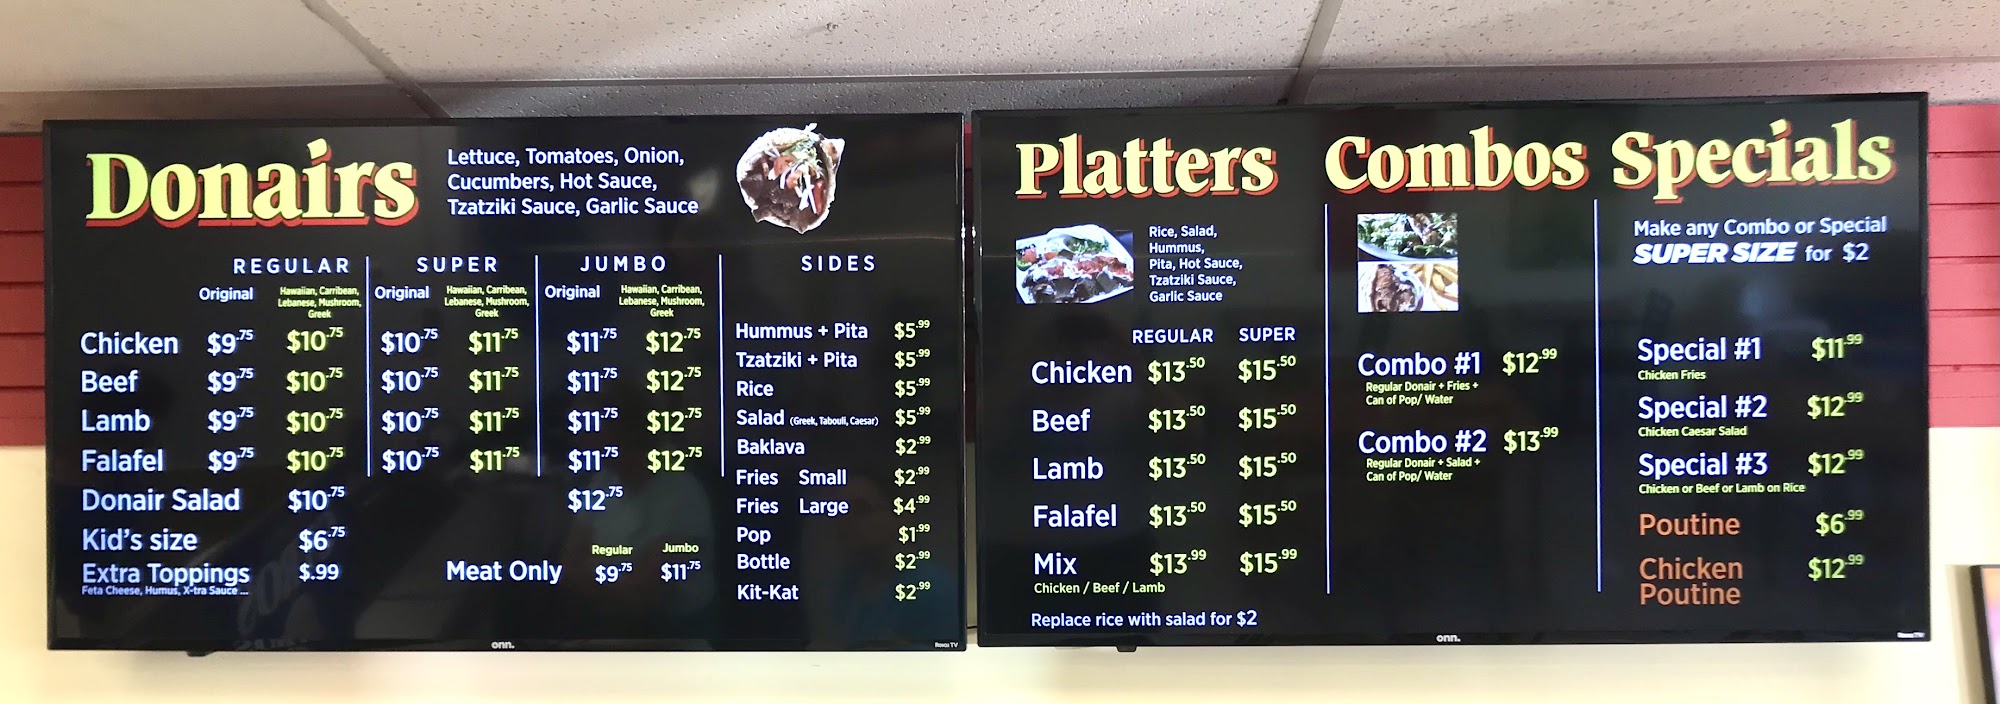 Donairs
Lettuce, Tomatoes, Onion,
Cucumbers, Hot Sauce,
Tzatziki Sauce, Garlic Sauce
REGULAR SUPER JUMBO SIDES
Original Hawaiian, Carribean, Lebanese, Mushroom, Greek Original Hawaiian, Carribean, Lebenese, Mushroom, Greek Original Hawaiian, Carribean, Lebanese, Mushroom, Greek
Chicken $9.75 $10.75 $10.75 $11.75 $11.75 $12.75
Beef $9.75 $10.75 $10.75 $11.75 $11.75 $12.75
Lamb $9.75 $10.75 $10.75 $11.75 $11.75 $12.75
Falafel $9.75 $10.75 $10.75 $11.75 $11.75 $12.75
Donair Salad $10.75 $12.75
Kid's size $6.75
Extra Toppings $.99
Feta Cheese, Humus, X-tra Sauce ...
Regular Jumbo
Meat Only $9.75 $11.75
Hummus + Pita $5.99
Tzatziki + Pita $5.99
Rice $5.99
Salad (Greek, Tabouli, Caesar) $5.99
Baklava $2.99
Fries Small $2.99
Fries Large $4.99
Pop $1.99
Bottle $2.99
Kit-Kat $2.99
onn.
Roku TV
Platters
Rice, Salad,
Hummus,
Pita, Hot Sauce,
Tzatziki Sauce,
Garlic Sauce
REGULAR SUPER
Chicken $13.50 $15.50
Beef $13.50 $15.50
Lamb $13.50 $15.50
Falafel $13.50 $15.50
Mix $13.99 $15.99
Chicken / Beef / Lamb
Replace rice with salad for $2
Combos
Combo #1 $12.99
Regular Donair + Fries +
Can of Pop/ Water
Combo #2 $13.99
Regular Donair + Salad +
Can of Pop/ Water
Specials
Make any Combo or Special
SUPER SIZE for $2
Special #1 $11.99
Chicken Fries
Special #2 $12.99
Chicken Caesar Salad
Special #3 $12.99
Chicken or Beef or Lamb on Rice
Poutine $6.99
Chicken $12.99
Poutine
onn.
Roku TV